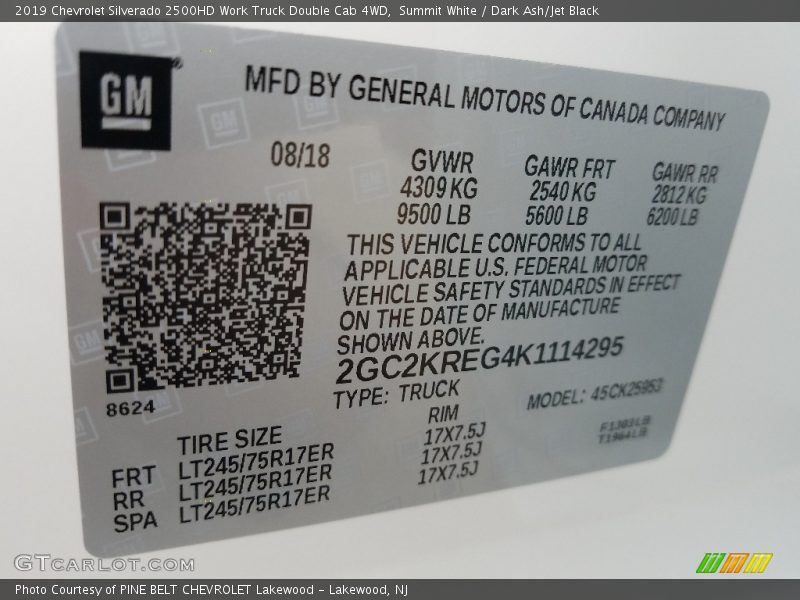 2019 Chevrolet Silverado 2500HD Work Truck Double Cab 4WD, Summit White / Dark Ash/Jet Black
GM®
MFD BY GENERAL MOTORS OF CANADA COMPANY
08/18
GVWR GAWR FRT GAWR RR
4309 KG 2540 KG 2812 KG
9500 LB 5600 LB 6200 LB
THIS VEHICLE CONFORMS TO ALL
APPLICABLE U.S. FEDERAL MOTOR
VEHICLE SAFETY STANDARDS IN EFFECT
ON THE DATE OF MANUFACTURE
SHOWN ABOVE.
2GC2KREG4K1114295
TYPE: TRUCK MODEL: 4SCK25953
8624
TIRE SIZE RIM
FRT LT245/75R17ER 17X7.5J
RR LT245/75R17ER 17X7.5J
SPA LT245/75R17ER 17X7.5J
GTCARLOT.COM
Photo Courtesy of PINE BELT CHEVROLET Lakewood - Lakewood, NJ